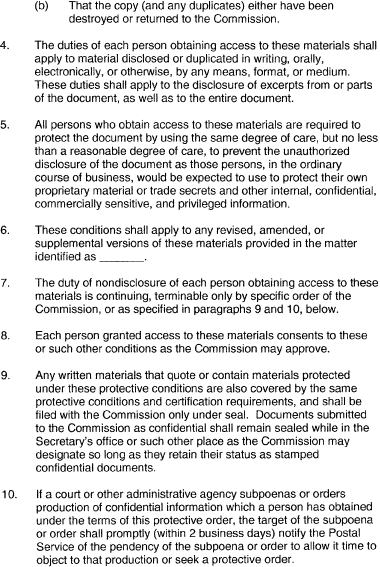 (b) That the copy (and any duplicates) either have been
destroyed or returned to the Commission.
4. The duties of each person obtaining access to these materials shall
apply to material disclosed or duplicated in writing, orally,
electronically, or otherwise, by any means, format, or medium.
These duties shall apply to the disclosure of excerpts from or parts
of the document, as well as to the entire document.
5. All persons who obtain access to these materials are required to
protect the document by using the same degree of care, but no less
than a reasonable degree of care, to prevent the unauthorized
disclosure of the document as those persons, in the ordinary
course of business, would be expected to use to protect their own
proprietary material or trade secrets and other internal, confidential,
commercially sensitive, and privileged information.
6. These conditions shall apply to any revised, amended, or
supplemental versions of these materials provided in the matter
identified as _______.
7. The duty of nondisclosure of each person obtaining access to these
materials is continuing, terminable only by specific order of the
Commission, or as specified in paragraphs 9 and 10, below.
8. Each person granted access to these materials consents to these
or such other conditions as the Commission may approve.
9. Any written materials that quote or contain materials protected
under these protective conditions are also covered by the same
protective conditions and certification requirements, and shall be
filed with the Commission only under seal. Documents submitted
to the Commission as confidential shall remain sealed while in the
Secretary's office or such other place as the Commission may
designate so long as they retain their status as stamped
confidential documents.
10. If a court or other administrative agency subpoenas or orders
production of confidential information which a person has obtained
under the terms of this protective order, the target of the subpoena
or order shall promptly (within 2 business days) notify the Postal
Service of the pendency of the subpoena or order to allow it time to
object to that production or seek a protective order.